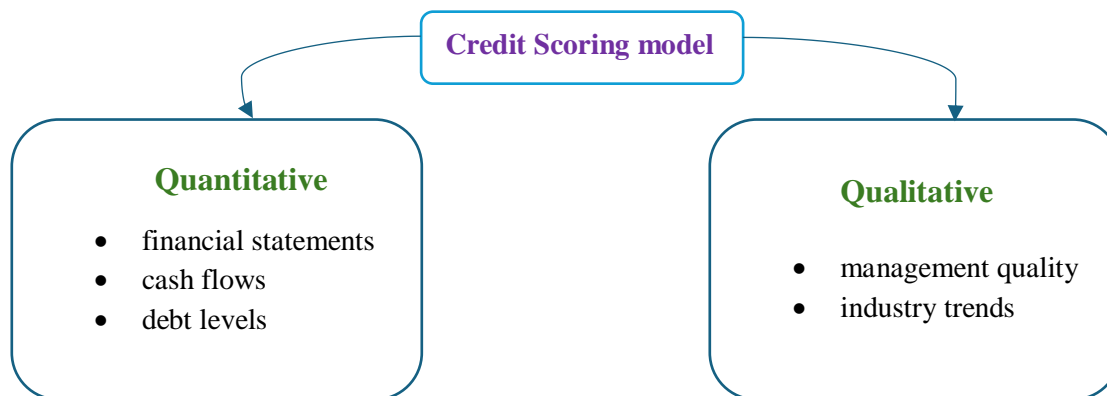 Credit Scoring model
Quantitative
• financial statements
• cash flows
• debt levels
Qualitative
• management quality
• industry trends